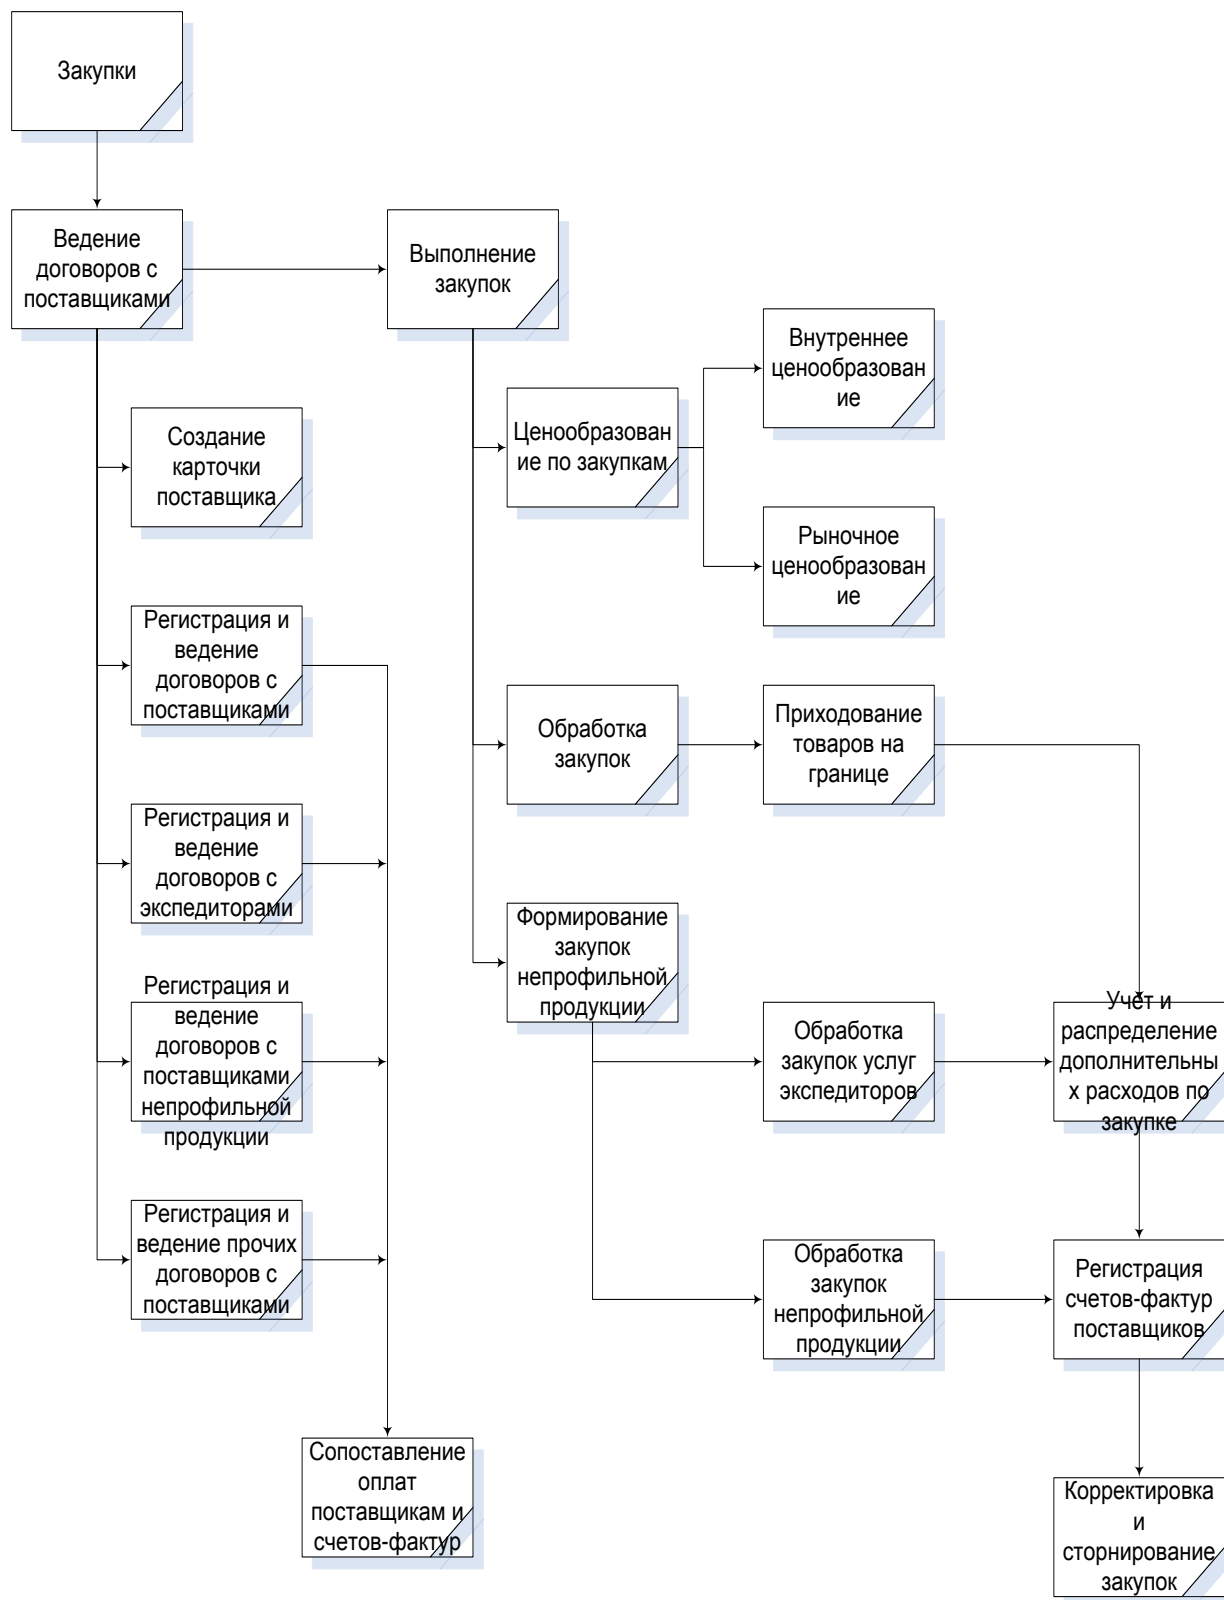 Закупки
Ведение
договоров с
поставщиками
Выполнение
закупок
Внутреннее
ценообразован
ие
Ценообразован
ие по закупкам
Рыночное
ценообразован
ие
Создание
карточки
поставщика
Регистрация и
ведение
договоров с
поставщиками
Обработка
закупок
Приходование
товаров на
границе
Регистрация и
ведение
договоров с
экспедиторами
Формирование
закупок
непрофильной
продукции
Регистрация и
ведение
договоров с
поставщиками
непрофильной
продукции
Обработка
закупок услуг
экспедиторов
Учет и
распределение
дополнительны
х расходов по
закупке
Регистрация и
ведение прочих
договоров с
поставщиками
Обработка
закупок
непрофильной
продукции
Регистрация
счетов-фактур
поставщиков
Сопоставление
оплат
поставщикам и
счетов-фактур
Корректировка
и
сторнирование
закупок